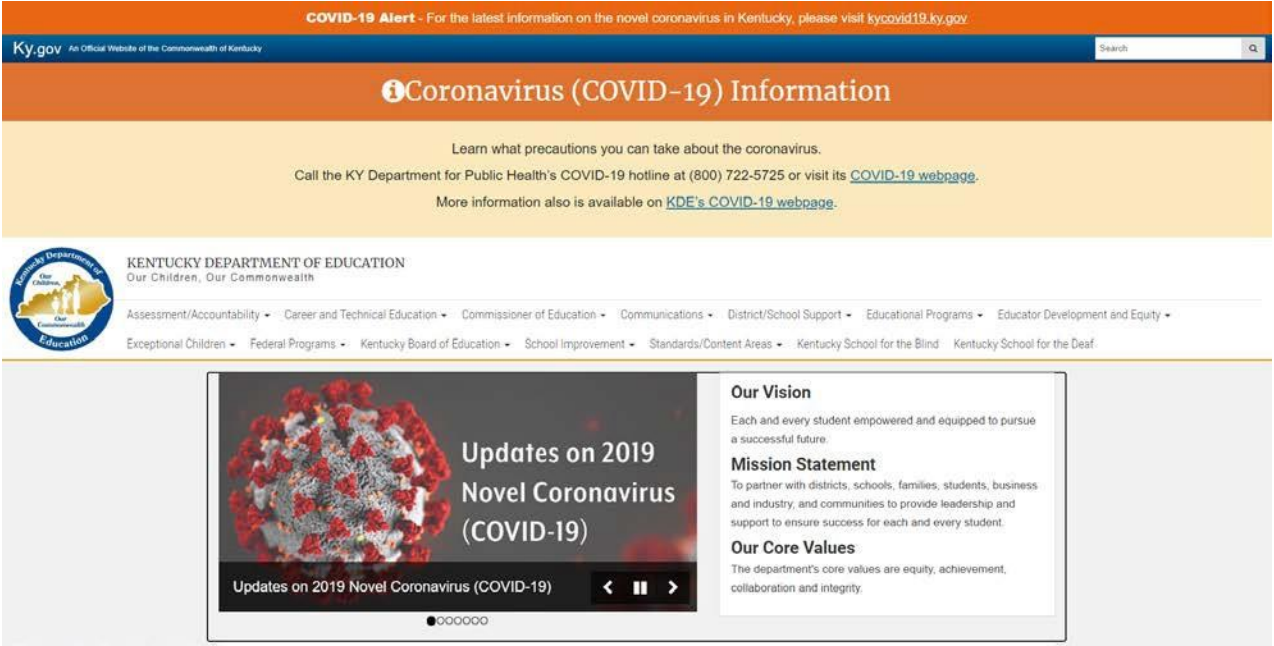 COVID-19 Alert - For the latest information on the novel coronavirus in Kentucky, please visit kycovid19.ky.gov
Ky.gov An Official Website of the Commonwealth of Kentucky
Search
Coronavirus (COVID-19) Information
Learn what precautions you can take about the coronavirus.
Call the KY Department for Public Health's COVID-19 hotline at (800) 722-5725 or visit its COVID-19 webpage.
More information also is available on KDE's COVID-19 webpage.
Kentucky Department of
Education
Our
Children,
Our
Commonwealth
KENTUCKY DEPARTMENT OF EDUCATION
Our Children, Our Commonwealth
Assessment/Accountability Career and Technical Education Commissioner of Education Communications District/School Support Educational Programs Educator Development and Equity
Exceptional Children Federal Programs Kentucky Board of Education School Improvement Standards/Content Areas Kentucky School for the Blind Kentucky School for the Deaf
Updates on 2019
Novel Coronavirus
(COVID-19)
Updates on 2019 Novel Coronavirus (COVID-19)
Our Vision
Each and every student empowered and equipped to pursue
a successful future.
Mission Statement
To partner with districts, schools, families, students, business
and industry, and communities to provide leadership and
support to ensure success for each and every student.
Our Core Values
The department's core values are equity, achievement,
collaboration and integrity.